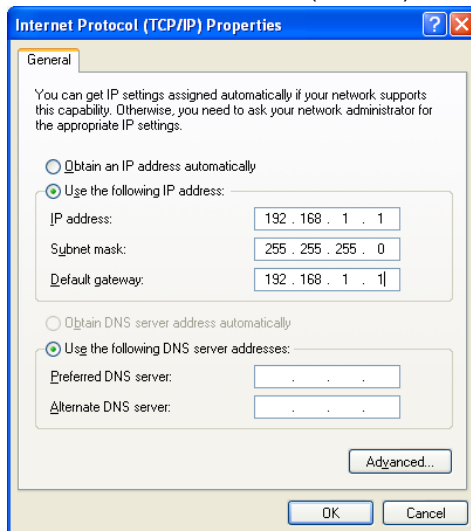 Internet Protocol (TCP/IP) Properties
General
You can get IP settings assigned automatically if your network supports
this capability. Otherwise, you need to ask your network administrator for
the appropriate IP settings.
Obtain an IP address automatically
Use the following IP address:
IP address: 192 . 168 . 1 . 1
Subnet mask: 255 . 255 . 255 . 0
Default gateway: 192 . 168 . 1 . 1
Obtain DNS server address automatically
Use the following DNS server addresses:
Preferred DNS server: . . .
Alternate DNS server: . . .
Advanced...
OK Cancel